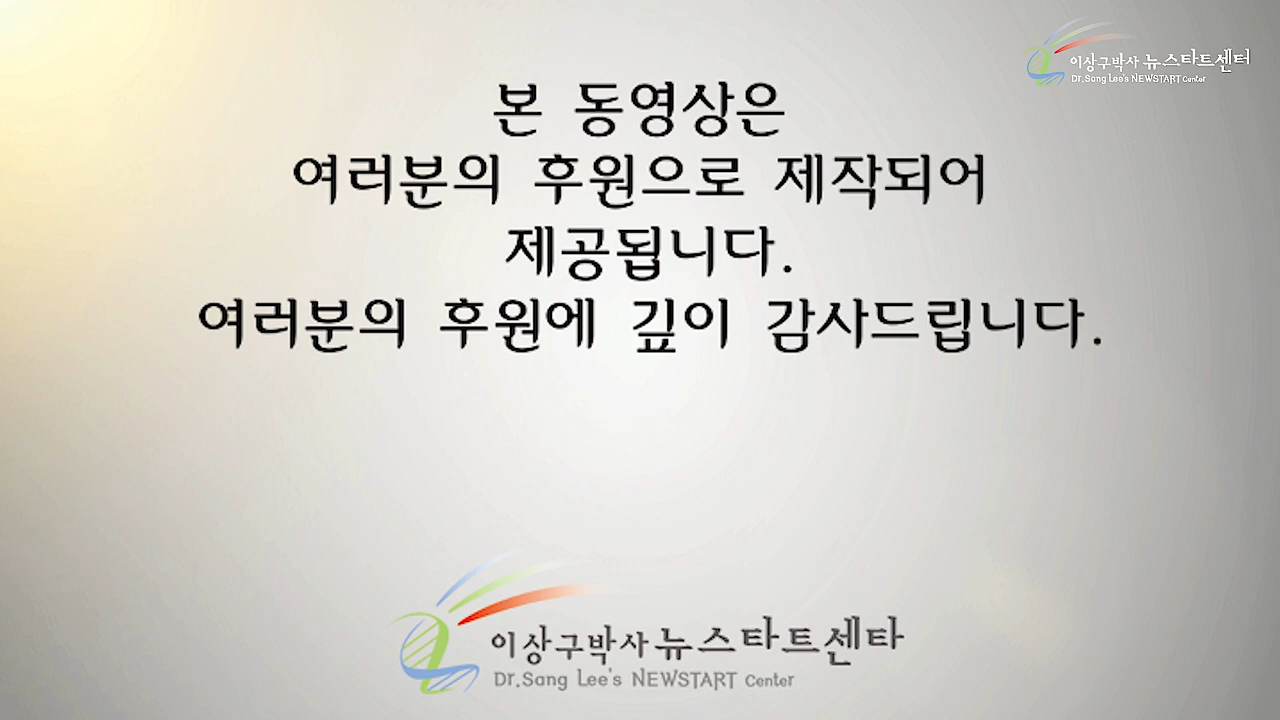 이상구박사 뉴스타트센터
Dr.Sang Lee's NEWSTART Center
본 동영상은
여러분의 후원으로 제작되어
제공됩니다.
여러분의 후원에 깊이 감사드립니다.
이상구박사 뉴스타트센타
Dr.Sang Lee's NEWSTART Center